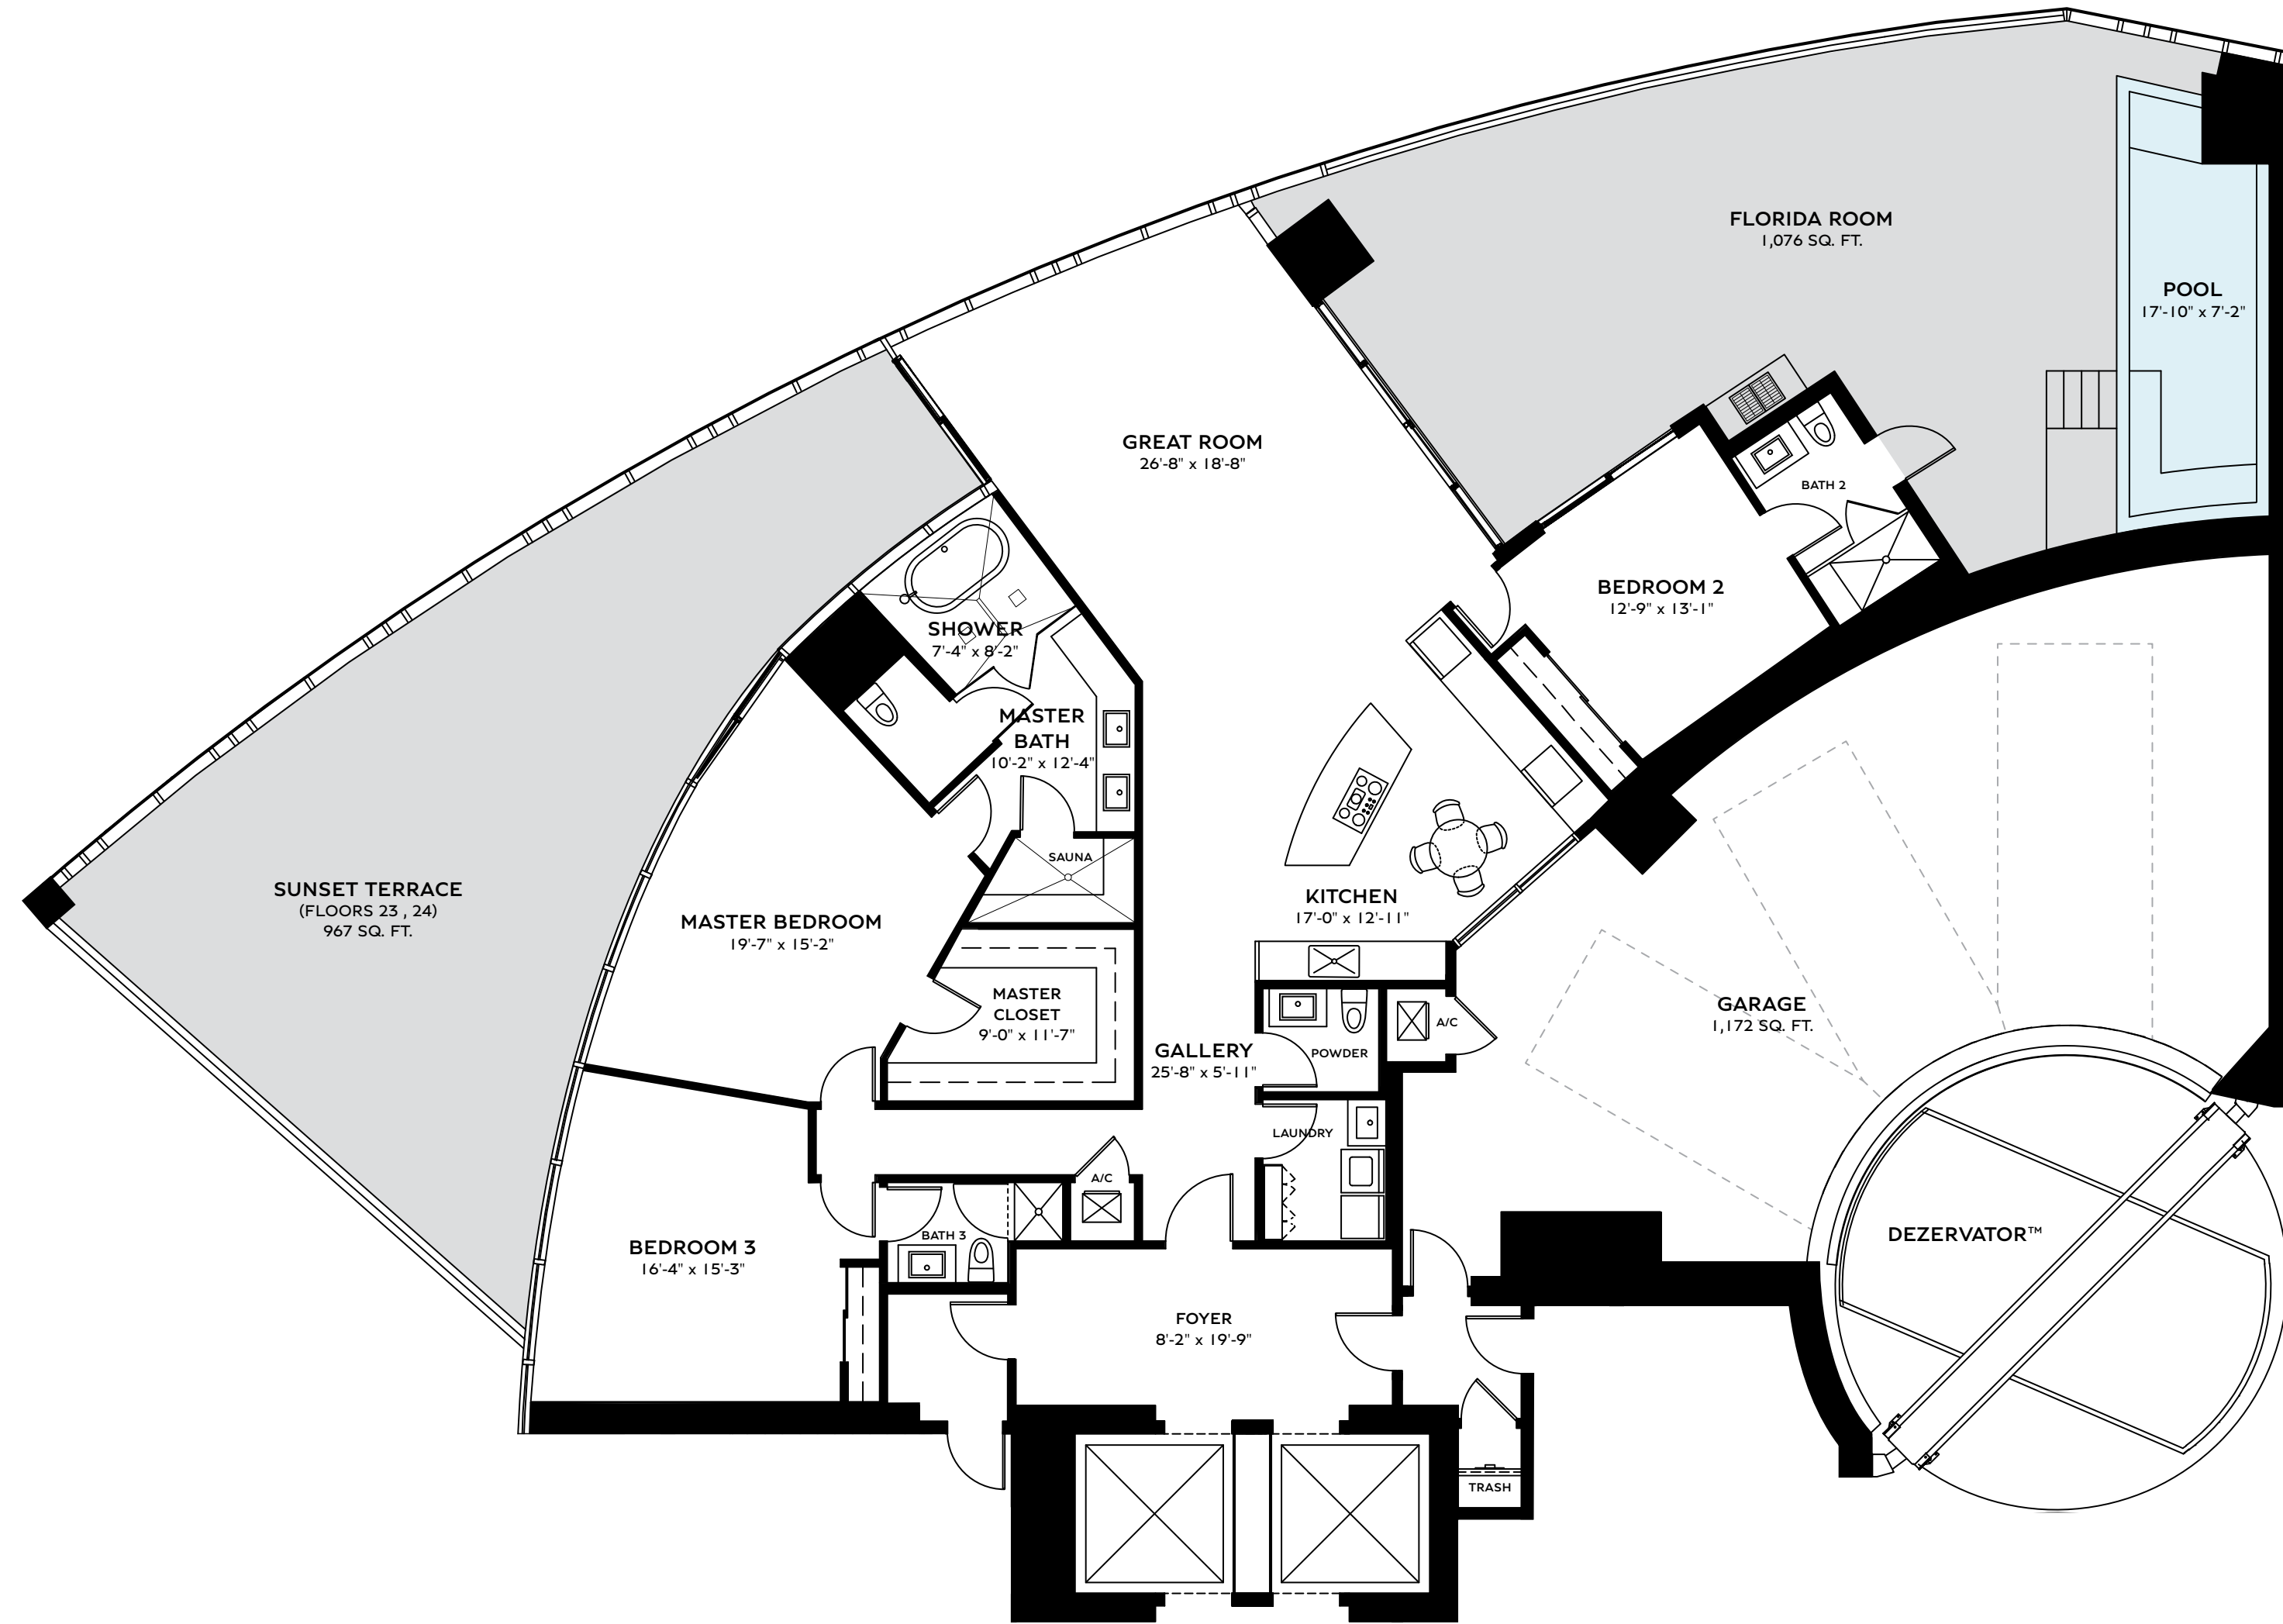 FLORIDA ROOM
1,076 SQ. FT.
POOL
17'-10" x 7'-2"
GREAT ROOM
26'-8" x 18'-8"
BATH 2
BEDROOM 2
12'-9" x 13'-1"
SHOWER
7'-4" x 8'-2"
MASTER
BATH
10'-2" x 12'-4"
SAUNA
SUNSET TERRACE
(FLOORS 23 , 24)
967 SQ. FT.
MASTER BEDROOM
19'-7" x 15'-2"
KITCHEN
17'-0" x 12'-11"
MASTER
CLOSET
9'-0" x 11'-7"
GARAGE
1,172 SQ. FT.
A/C
GALLERY
25'-8" x 5'-11"
POWDER
LAUNDRY
A/C
BATH 3
BEDROOM 3
16'-4" x 15'-3"
DEZERVATOR™
FOYER
8'-2" x 19'-9"
TRASH